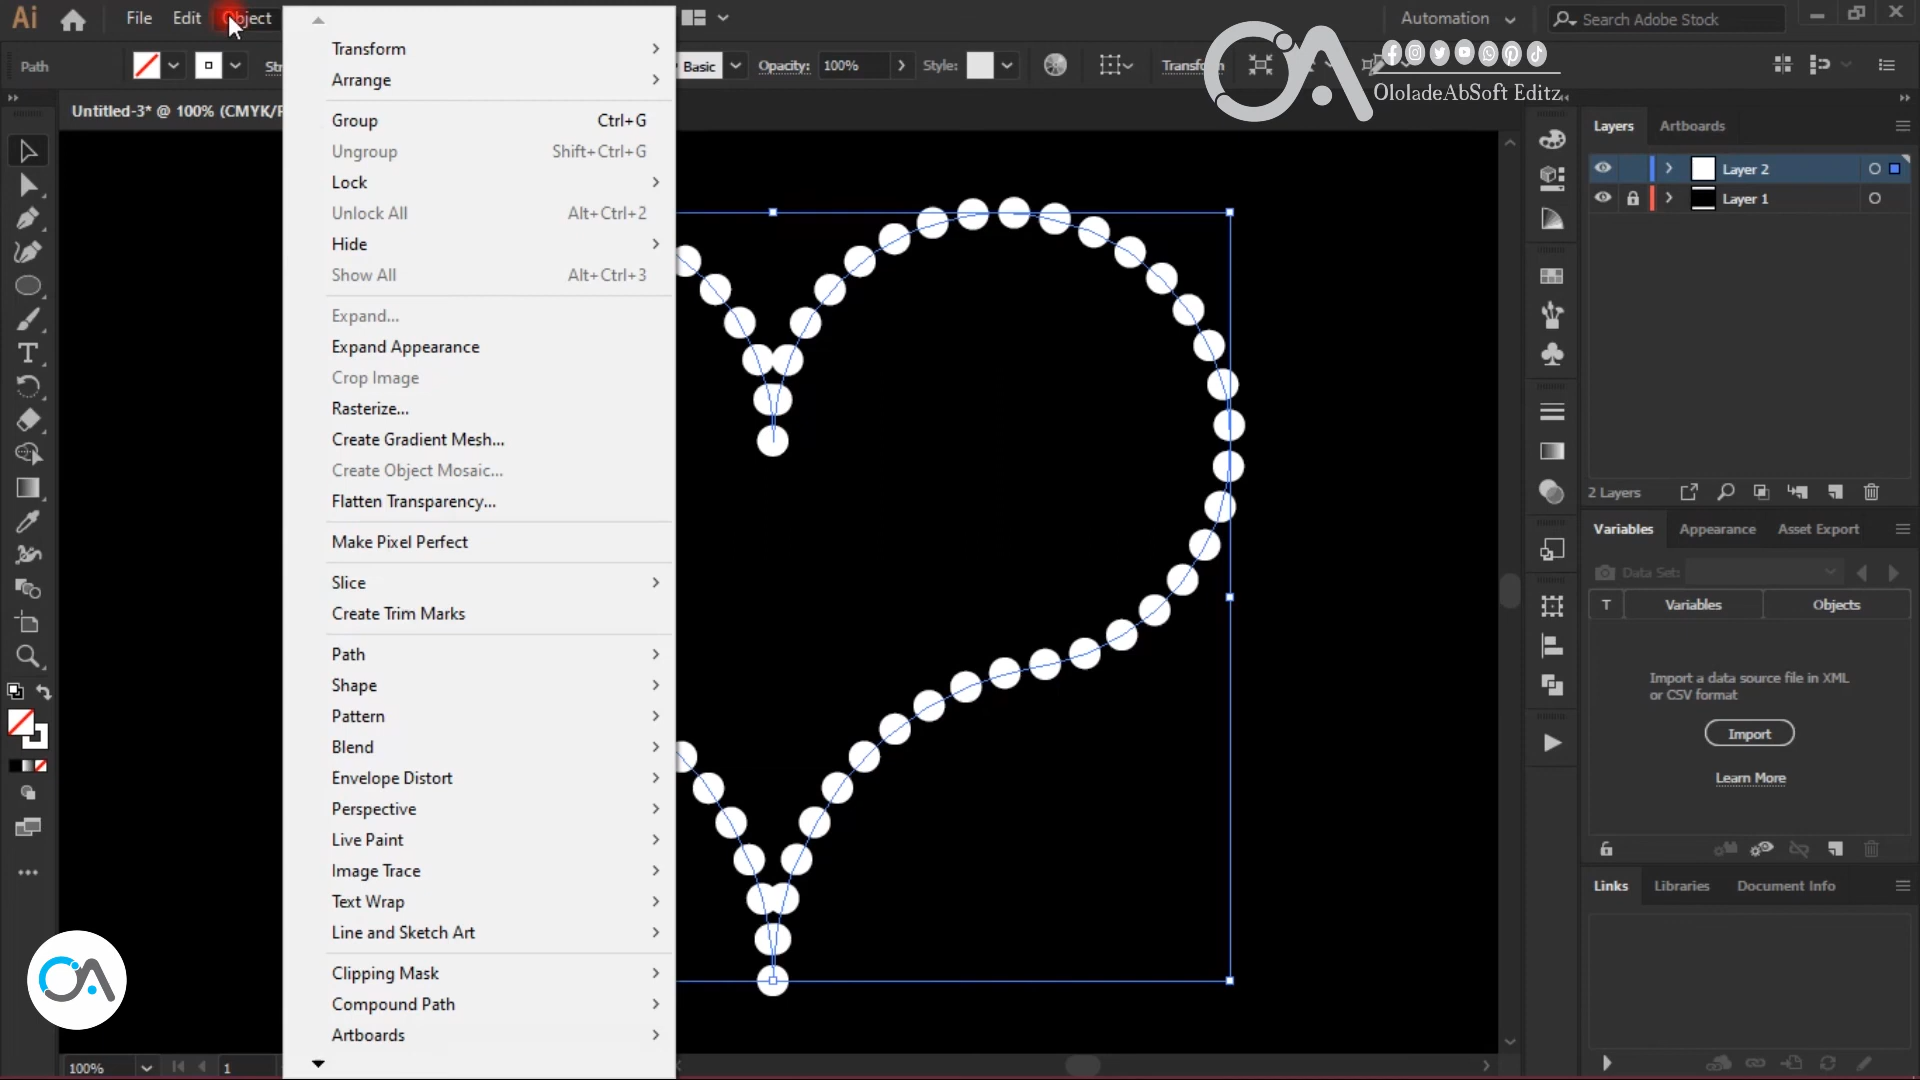 Ai
File
Edit
Object
Automation
Search Adobe Stock
Path
Basic
Opacity:
100%
Style:
Transform
OloladeAbSoft Editz
Untitled-3* @ 100% (CMYK/
Transform
Arrange
Group Ctrl+G
Ungroup Shift+Ctrl+G
Lock
Unlock All Alt+Ctrl+2
Hide
Show All Alt+Ctrl+3
Expand...
Expand Appearance
Crop Image
Rasterize...
Create Gradient Mesh...
Create Object Mosaic...
Flatten Transparency...
Make Pixel Perfect
Slice
Create Trim Marks
Path
Shape
Pattern
Blend
Envelope Distort
Perspective
Live Paint
Image Trace
Text Wrap
Line and Sketch Art
Clipping Mask
Compound Path
Artboards
100%
1
Layers
Artboards
Layer 2
Layer 1
2 Layers
Variables
Appearance
Asset Export
Data Set:
T
Variables
Objects
Import a data source file in XML
or CSV format
Import
Learn More
Links
Libraries
Document Info